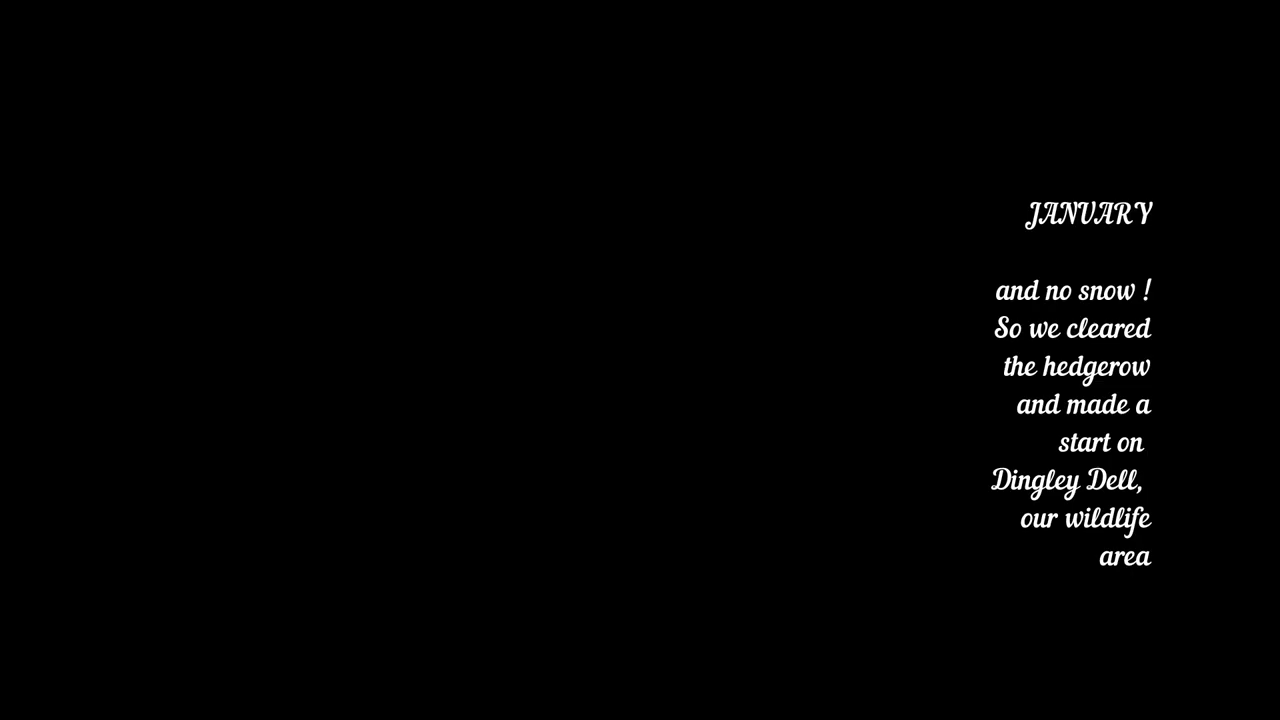 JANUARY
and no snow !
So we cleared
the hedgerow
and made a
start on
Dingley Dell,
our wildlife
area